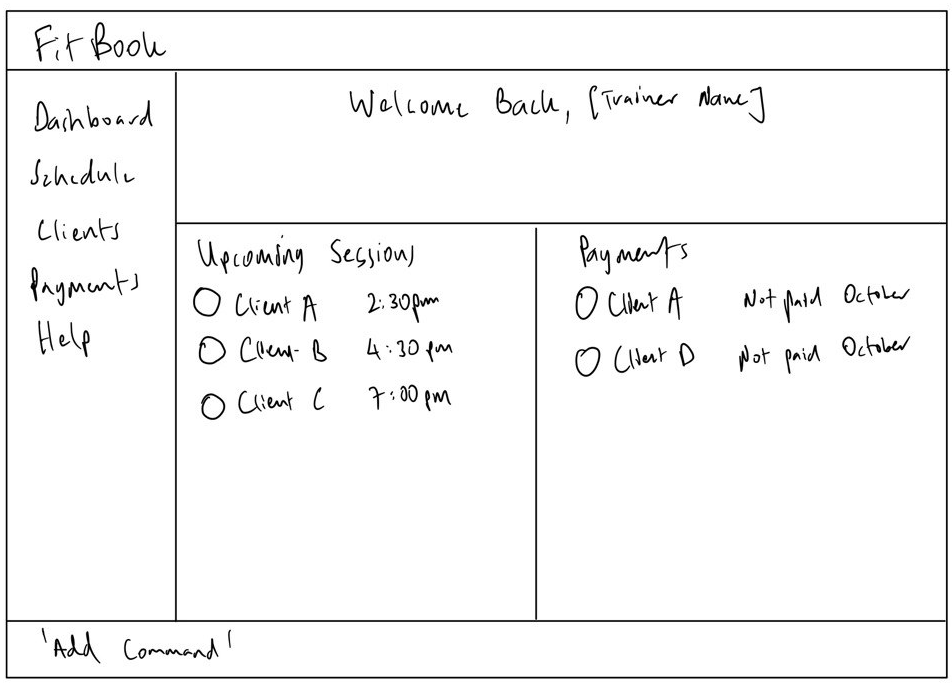 FitBook
Dashboard
Schedule
Clients
Payments
Help
Welcome Back, [Trainer Name]
Upcoming Sessions
Client A 2:30pm
Client B 4:30pm
Client C 7:00pm
Payments
Client A Not paid October
Client D Not paid October
'Add Command'